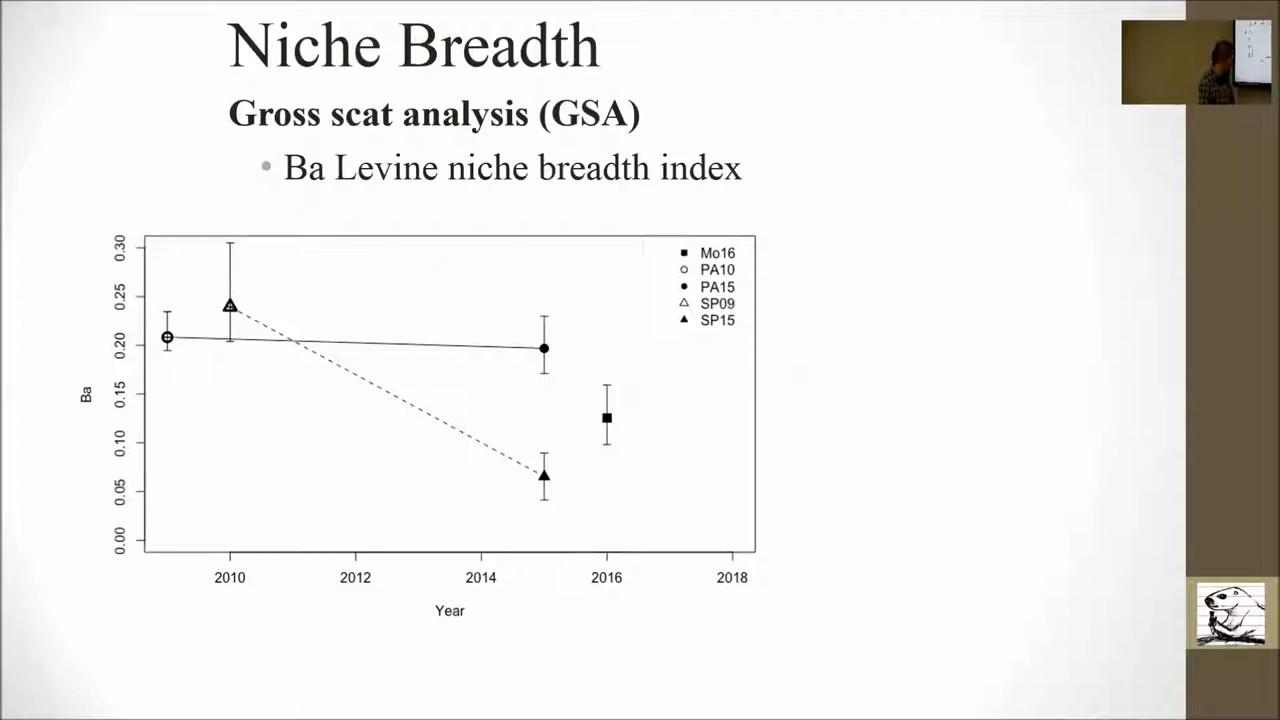 Niche Breadth
Gross scat analysis (GSA)
Ba Levine niche breadth index
0.30
0.25
0.20
0.15
0.10
0.05
0.00
Ba
Mo16
PA10
PA15
SP09
SP15
2010 2012 2014 2016 2018
Year